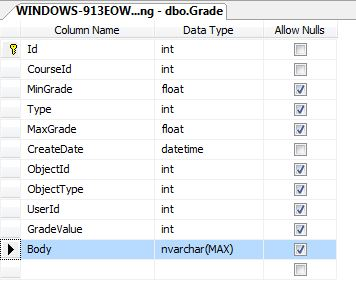 WINDOWS-913EOW...ng - dbo.Grade
Column Name Data Type Allow Nulls
Id int
CourseId int
MinGrade float
Type int
MaxGrade float
CreateDate datetime
ObjectId int
ObjectType int
UserId int
GradeValue int
Body nvarchar(MAX)